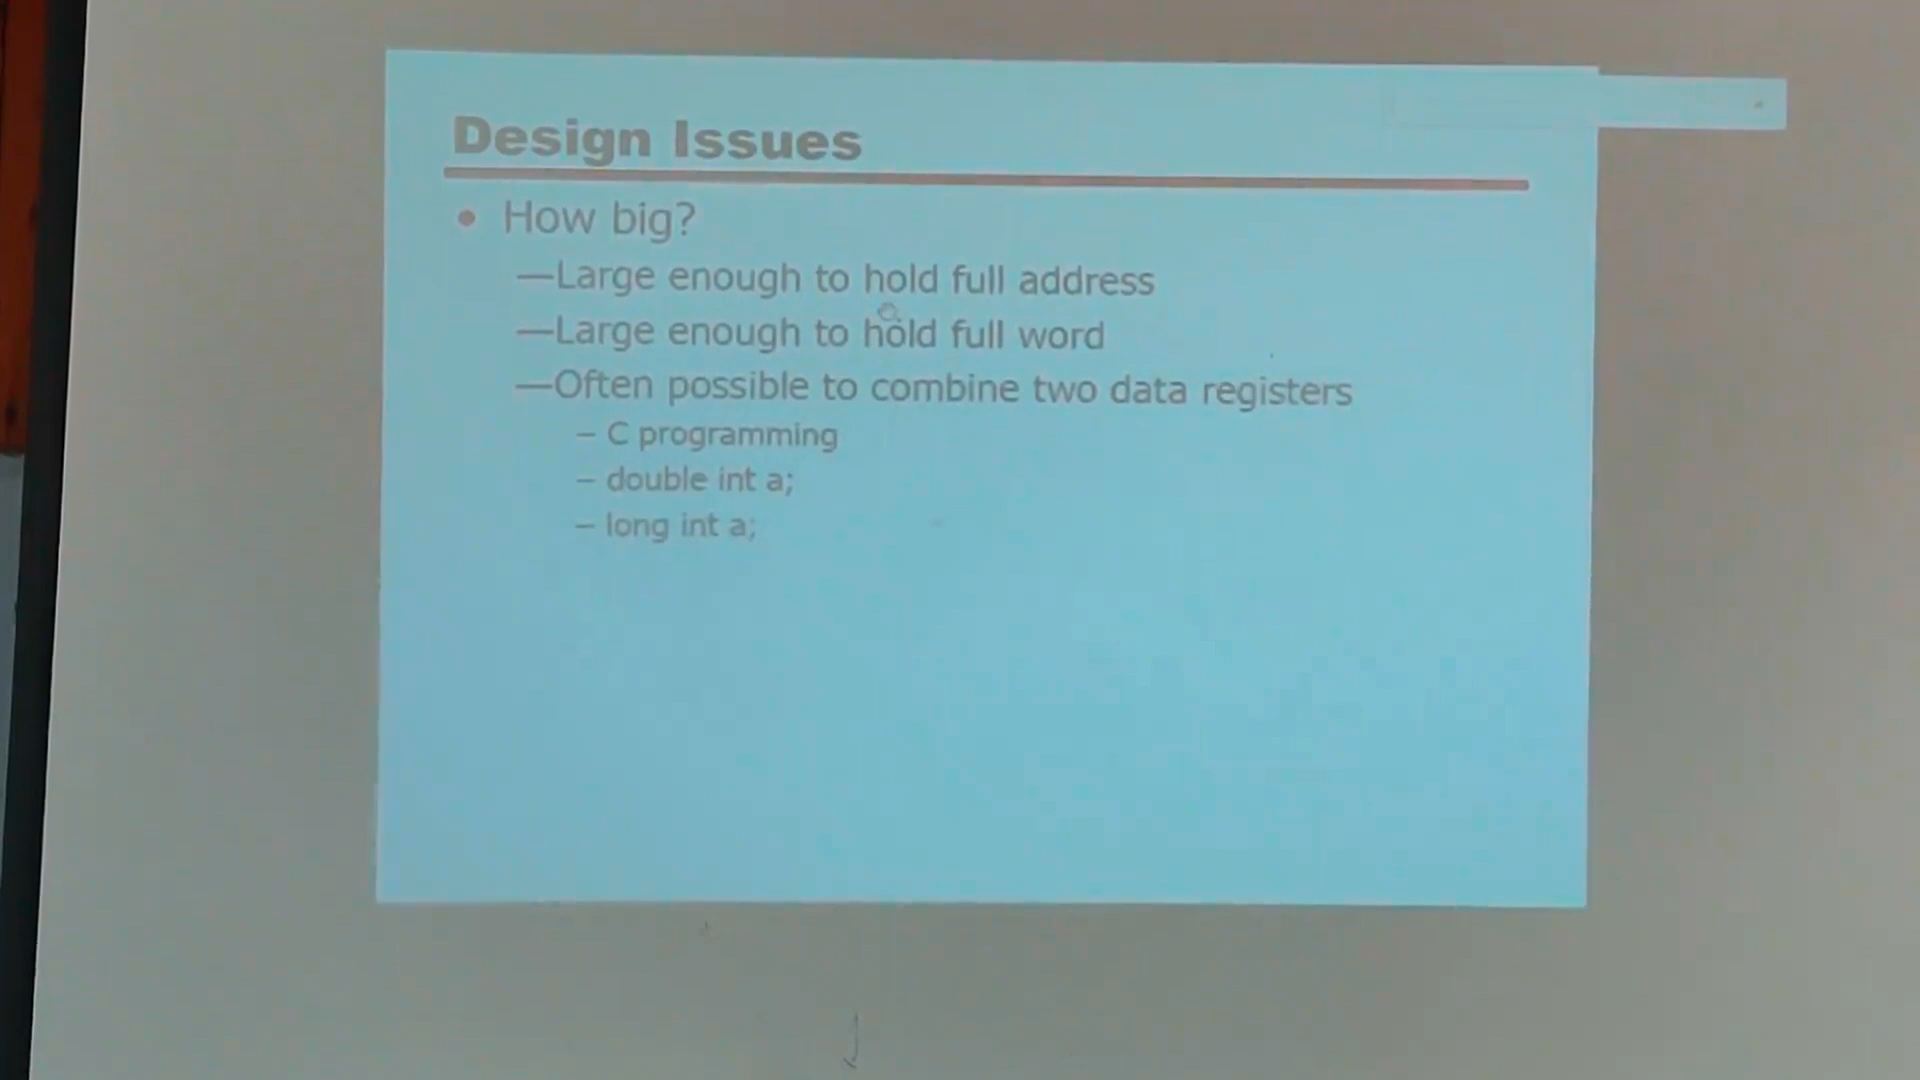 Design Issues
• How big?
—Large enough to hold full address
—Large enough to hold full word
—Often possible to combine two data registers
– C programming
– double int a;
– long int a;